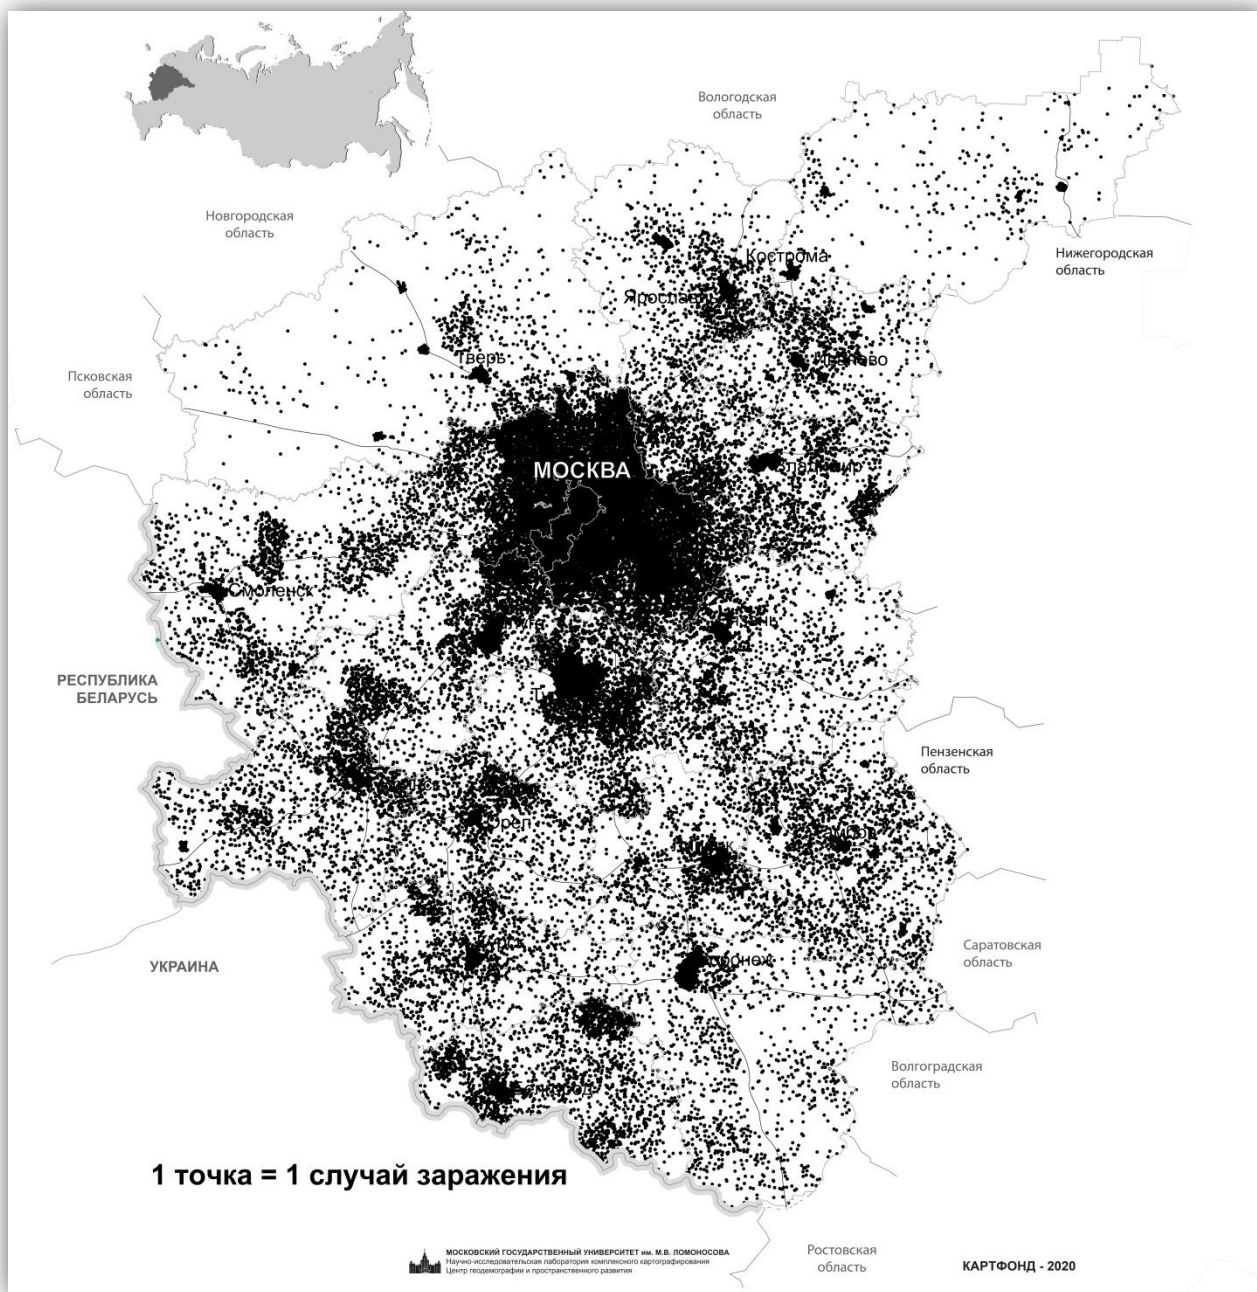 Вологодская
область
Новгородская
область
Кострома
Нижегородская
область
Тверь
Псковская
область
МОСКВА
Смоленск
РЕСПУБЛИКА
БЕЛАРУСЬ
Пензенская
область
Орел
Саратовская
область
УКРАИНА
Волгоградская
область
1 точка = 1 случай заражения
МОСКОВСКИЙ ГОСУДАРСТВЕННЫЙ УНИВЕРСИТЕТ им. М.В. ЛОМОНОСОВА
Научно-исследовательская лаборатория комплексного картографирования
Центр геодемографии и пространственного развития
Ростовская
область
КАРТФОНД - 2020